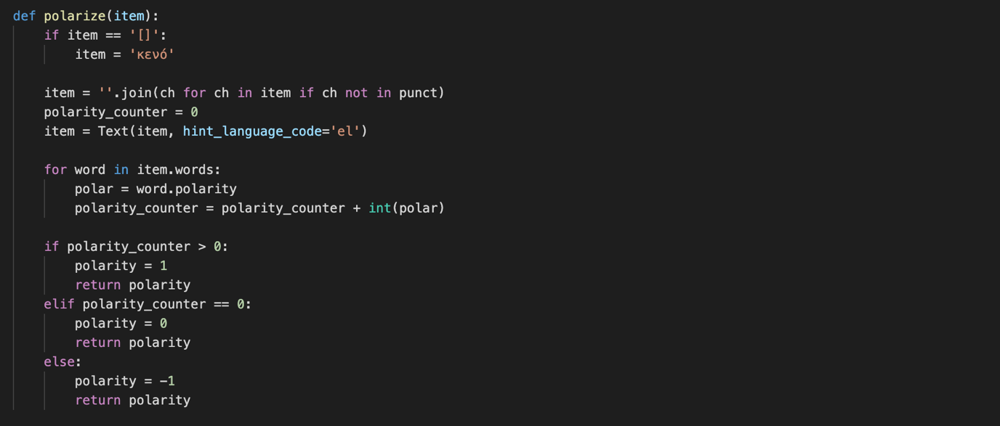 def polarize(item):
    if item == '[]':
        item = 'κενό'
    item = ''.join(ch for ch in item if ch not in punct)
    polarity_counter = 0
    item = Text(item, hint_language_code='el')
    for word in item.words:
        polar = word.polarity
        polarity_counter = polarity_counter + int(polar)
    if polarity_counter > 0:
        polarity = 1
        return polarity
    elif polarity_counter == 0:
        polarity = 0
        return polarity
    else:
        polarity = -1
        return polarity